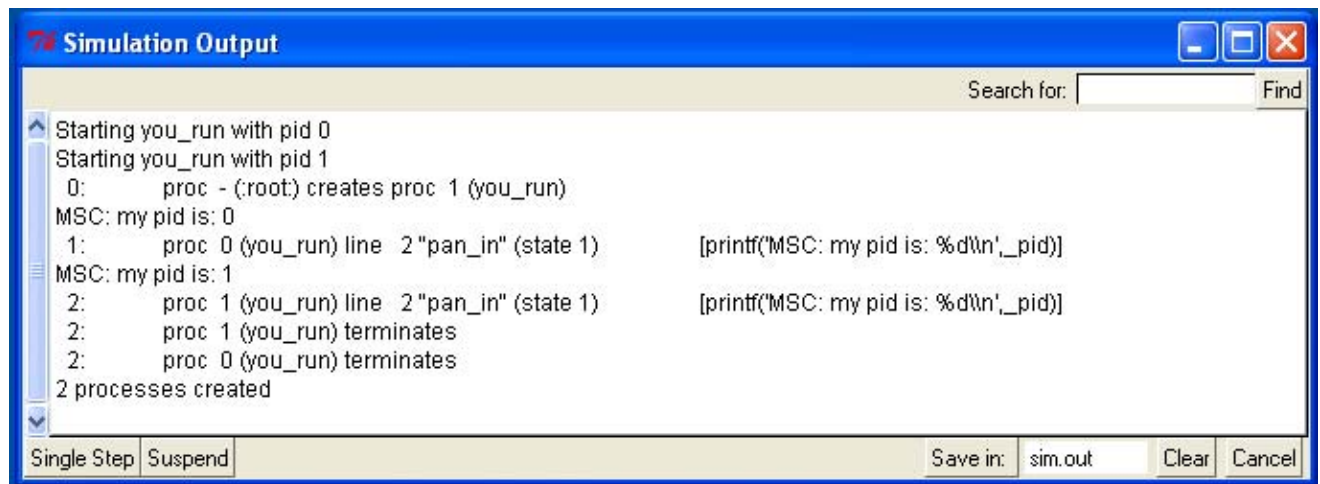 Simulation Output
Search for: Find
Starting you_run with pid 0
Starting you_run with pid 1
0: proc - (:root:) creates proc 1 (you_run)
MSC: my pid is: 0
1: proc 0 (you_run) line 2 "pan_in" (state 1) [printf('MSC: my pid is: %d\\n',_pid)]
MSC: my pid is: 1
2: proc 1 (you_run) line 2 "pan_in" (state 1) [printf('MSC: my pid is: %d\\n',_pid)]
2: proc 1 (you_run) terminates
2: proc 0 (you_run) terminates
2 processes created
Single Step Suspend Save in: sim.out Clear Cancel